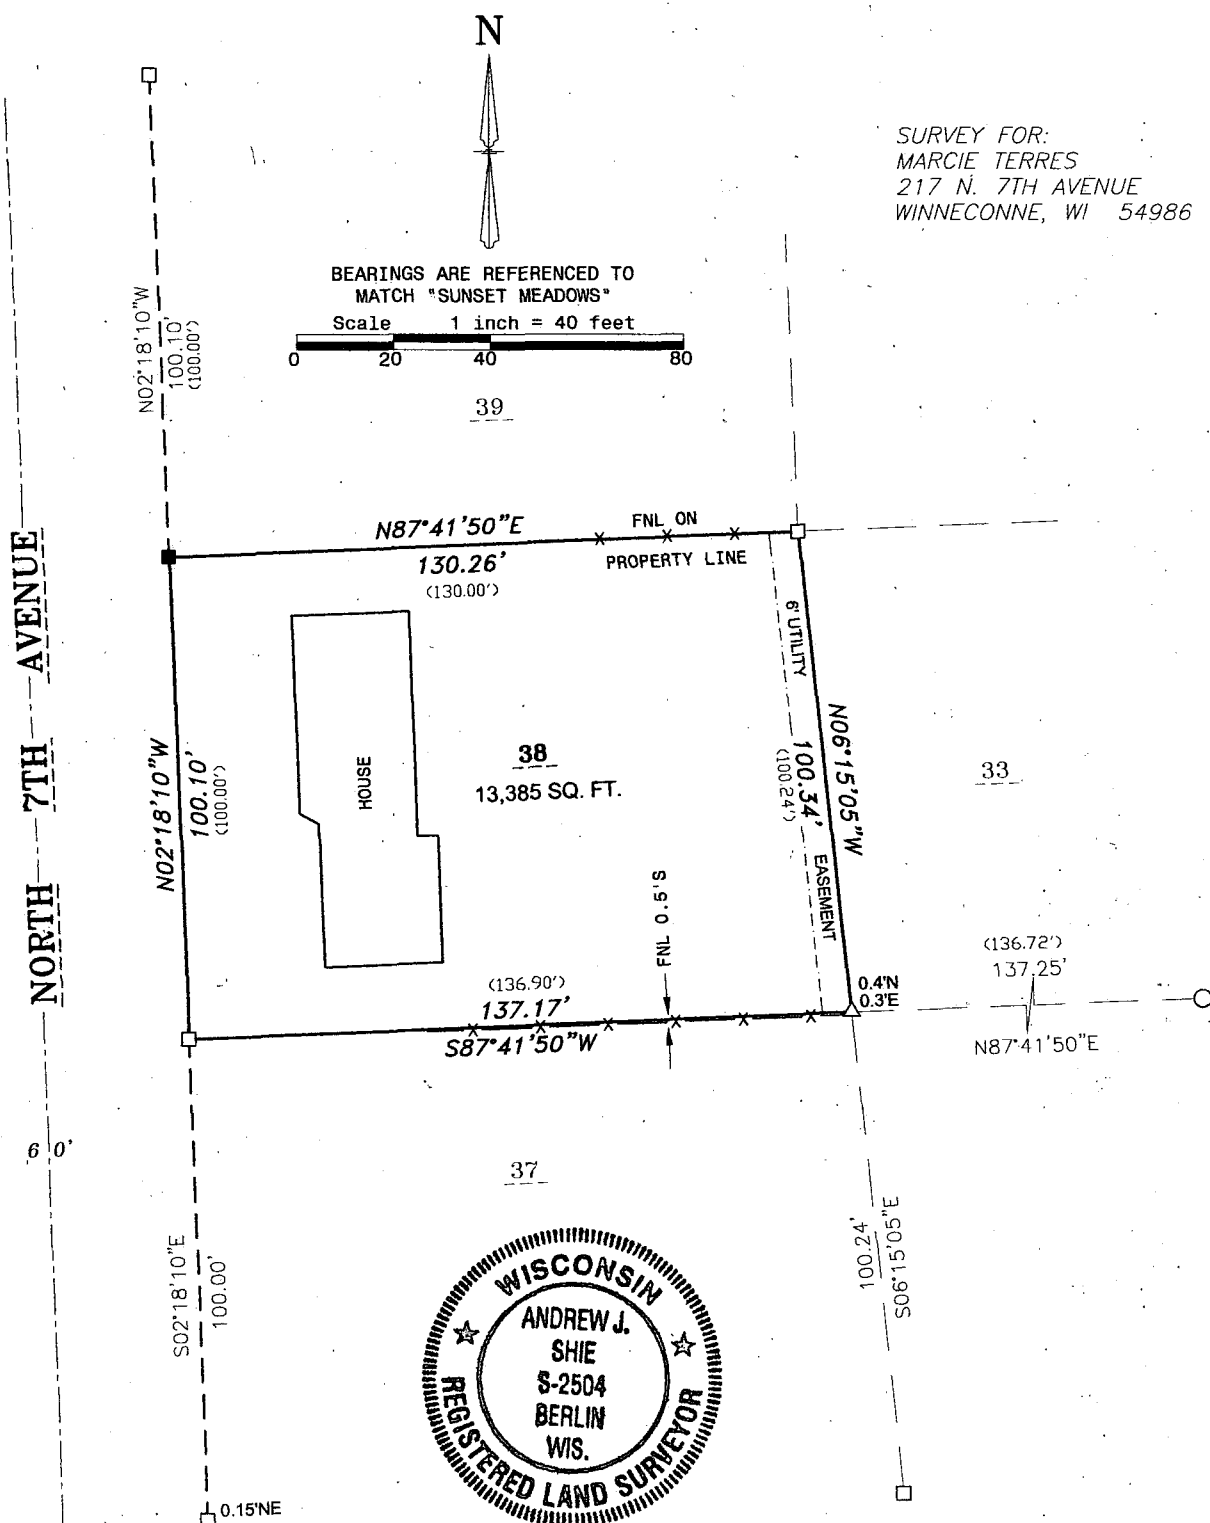 N
SURVEY FOR:
MARCIE TERRES
217 N. 7TH AVENUE
WINNECONNE, WI 54986
BEARINGS ARE REFERENCED TO
MATCH "SUNSET MEADOWS"
Scale 1 inch = 40 feet
0 20 40 80
N02°18'10"W
100.10'
(100.00')
39
N87°41'50"E
130.26'
(130.00')
FNL ON
PROPERTY LINE
NORTH 7TH AVENUE
N02°18'10"W
100.10'
(100.00')
HOUSE
38
13,385 SQ. FT.
6' UTILITY EASEMENT
100.34'
(100.24')
N06°15'05"W
33
FNL 0.5'S
(136.90')
137.17'
S87°41'50"W
0.4'N
0.3'E
(136.72')
137.25'
N87°41'50"E
60'
37
S02°18'10"E
100.00'
100.24'
S06°15'05"E
WISCONSIN
ANDREW J.
SHIE
S-2504
BERLIN
WIS.
REGISTERED LAND SURVEYOR
0.15'NE